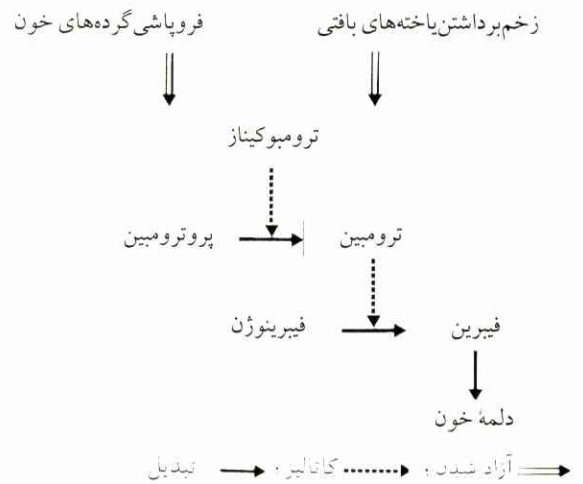 زخم‌برداشتن‌یاخته‌های بافتی فروپاشی گرده‌های خون
ترومبوکیناز
پروترومبین ترومبین
فیبرینوژن فیبرین
دلمهٔ خون
آزاد شدن ؛ کاتالیز ؛ تبدیل